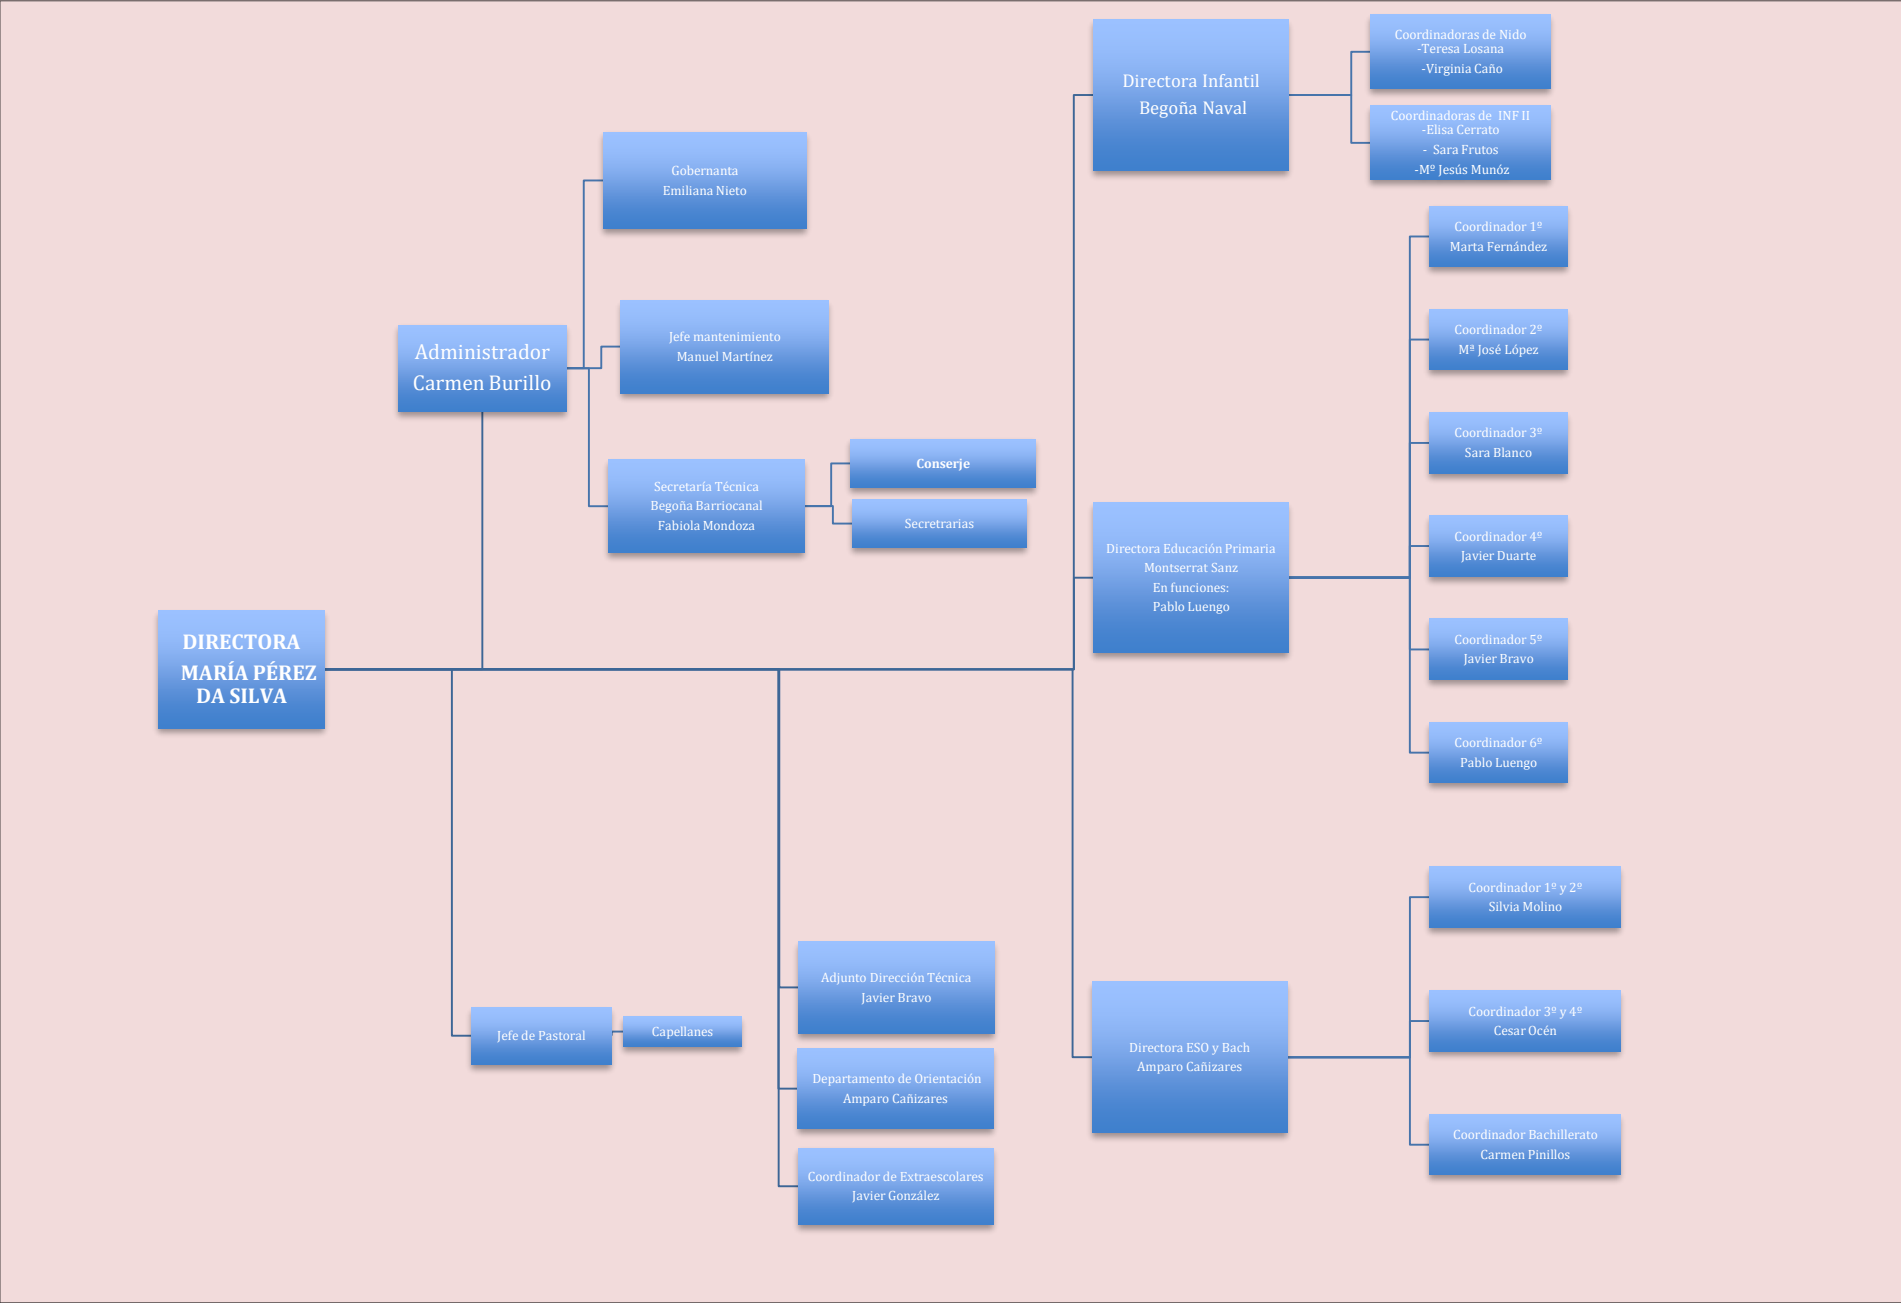 DIRECTORA
MARÍA PÉREZ
DA SILVA
Administrador
Carmen Burillo
Gobernanta
Emiliana Nieto
Jefe mantenimiento
Manuel Martínez
Secretaría Técnica
Begoña Barriocanal
Fabiola Mondoza
Conserje
Secretrarias
Jefe de Pastoral
Capellanes
Adjunto Dirección Técnica
Javier Bravo
Departamento de Orientación
Amparo Cañizares
Coordinador de Extraescolares
Javier González
Directora Infantil
Begoña Naval
Coordinadoras de Nido
-Teresa Losana
-Virginia Caño
Coordinadoras de  INF II
-Elisa Cerrato
-  Sara Frutos
-Mº Jesús Munóz
Directora Educación Primaria
Montserrat Sanz
En funciones:
Pablo Luengo
Coordinador 1º
Marta Fernández
Coordinador 2º
Mª José López
Coordinador 3º
Sara Blanco
Coordinador 4º
Javier Duarte
Coordinador 5º
Javier Bravo
Coordinador 6º
Pablo Luengo
Directora ESO y Bach
Amparo Cañizares
Coordinador 1º y 2º
Silvia Molino
Coordinador 3º y 4º
Cesar Océn
Coordinador Bachillerato
Carmen Pinillos